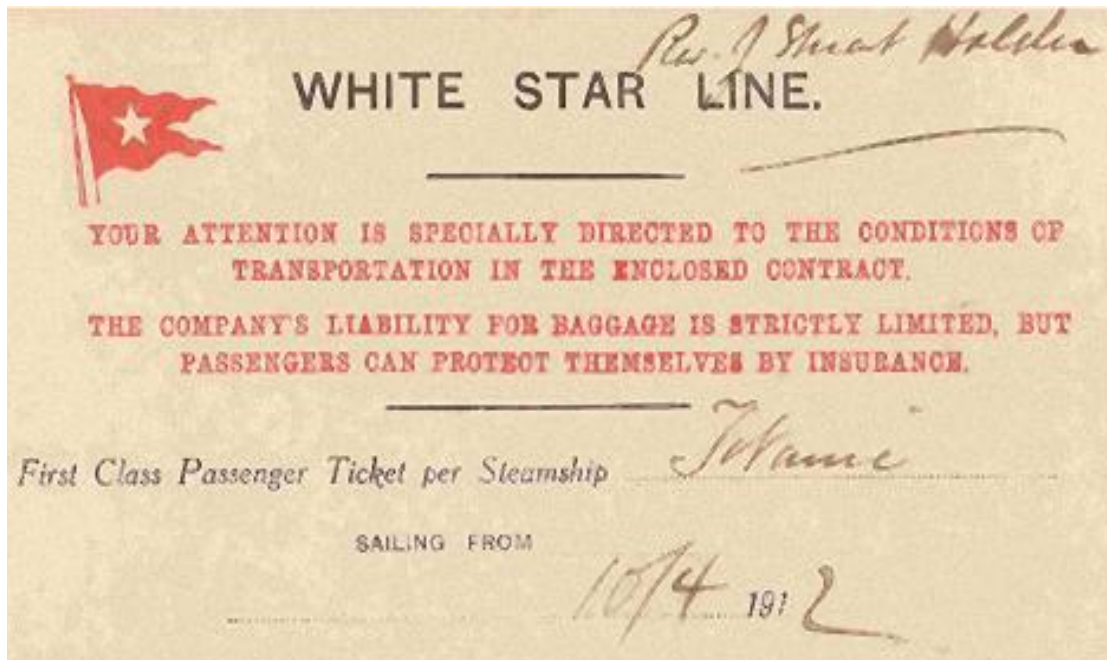 Rev. J Stuart Holden
WHITE STAR LINE.
YOUR ATTENTION IS SPECIALLY DIRECTED TO THE CONDITIONS OF
TRANSPORTATION IN THE ENCLOSED CONTRACT.
THE COMPANY'S LIABILITY FOR BAGGAGE IS STRICTLY LIMITED, BUT
PASSENGERS CAN PROTECT THEMSELVES BY INSURANCE.
First Class Passenger Ticket per Steamship Titanic
SAILING FROM
10/4 1912